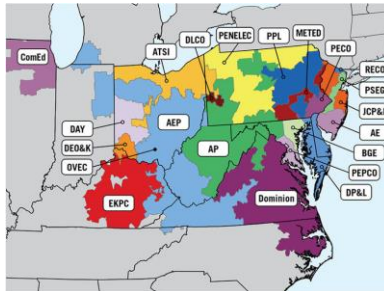 ComEd
ATSI
DLCO
PENELEC
PPL
METED
PECO
RECO
PSEG
JCP&L
AE
BGE
PEPCO
DP&L
DAY
DEO&K
OVEC
AEP
AP
EKPC
Dominion